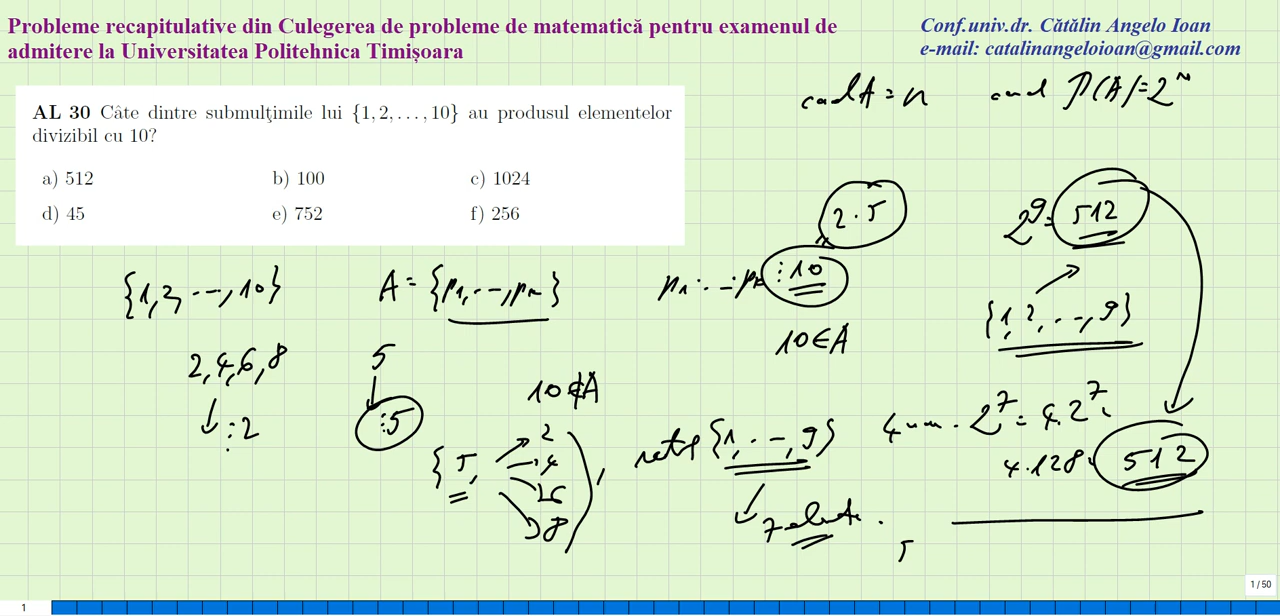 Probleme recapitulative din Culegerea de probleme de matematică pentru examenul de
admitere la Universitatea Politehnica Timișoara
Conf.univ.dr. Cătălin Angelo Ioan
e-mail: catalinangeloioan@gmail.com
AL 30 Câte dintre submulţimile lui {1, 2, . . . , 10} au produsul elementelor
divizibil cu 10?
a) 512 b) 100 c) 1024
d) 45 e) 752 f) 256
card A = n card P(A) = 2^n
2·5
2^9 = 512
{1,2, ..., 10} A = {p1, ..., pn} p1 · ... · pn ⋮ 10
{1, 2, ..., 9}
10 ∈ A
2,4,6,8 5
10 ∉ A
⋮2 ⋮5
{5, 2
4
6
8
{1, ..., 9} 4 · 2^7 = 4·2^7
4·128 = 512
7
5
1 / 50
1